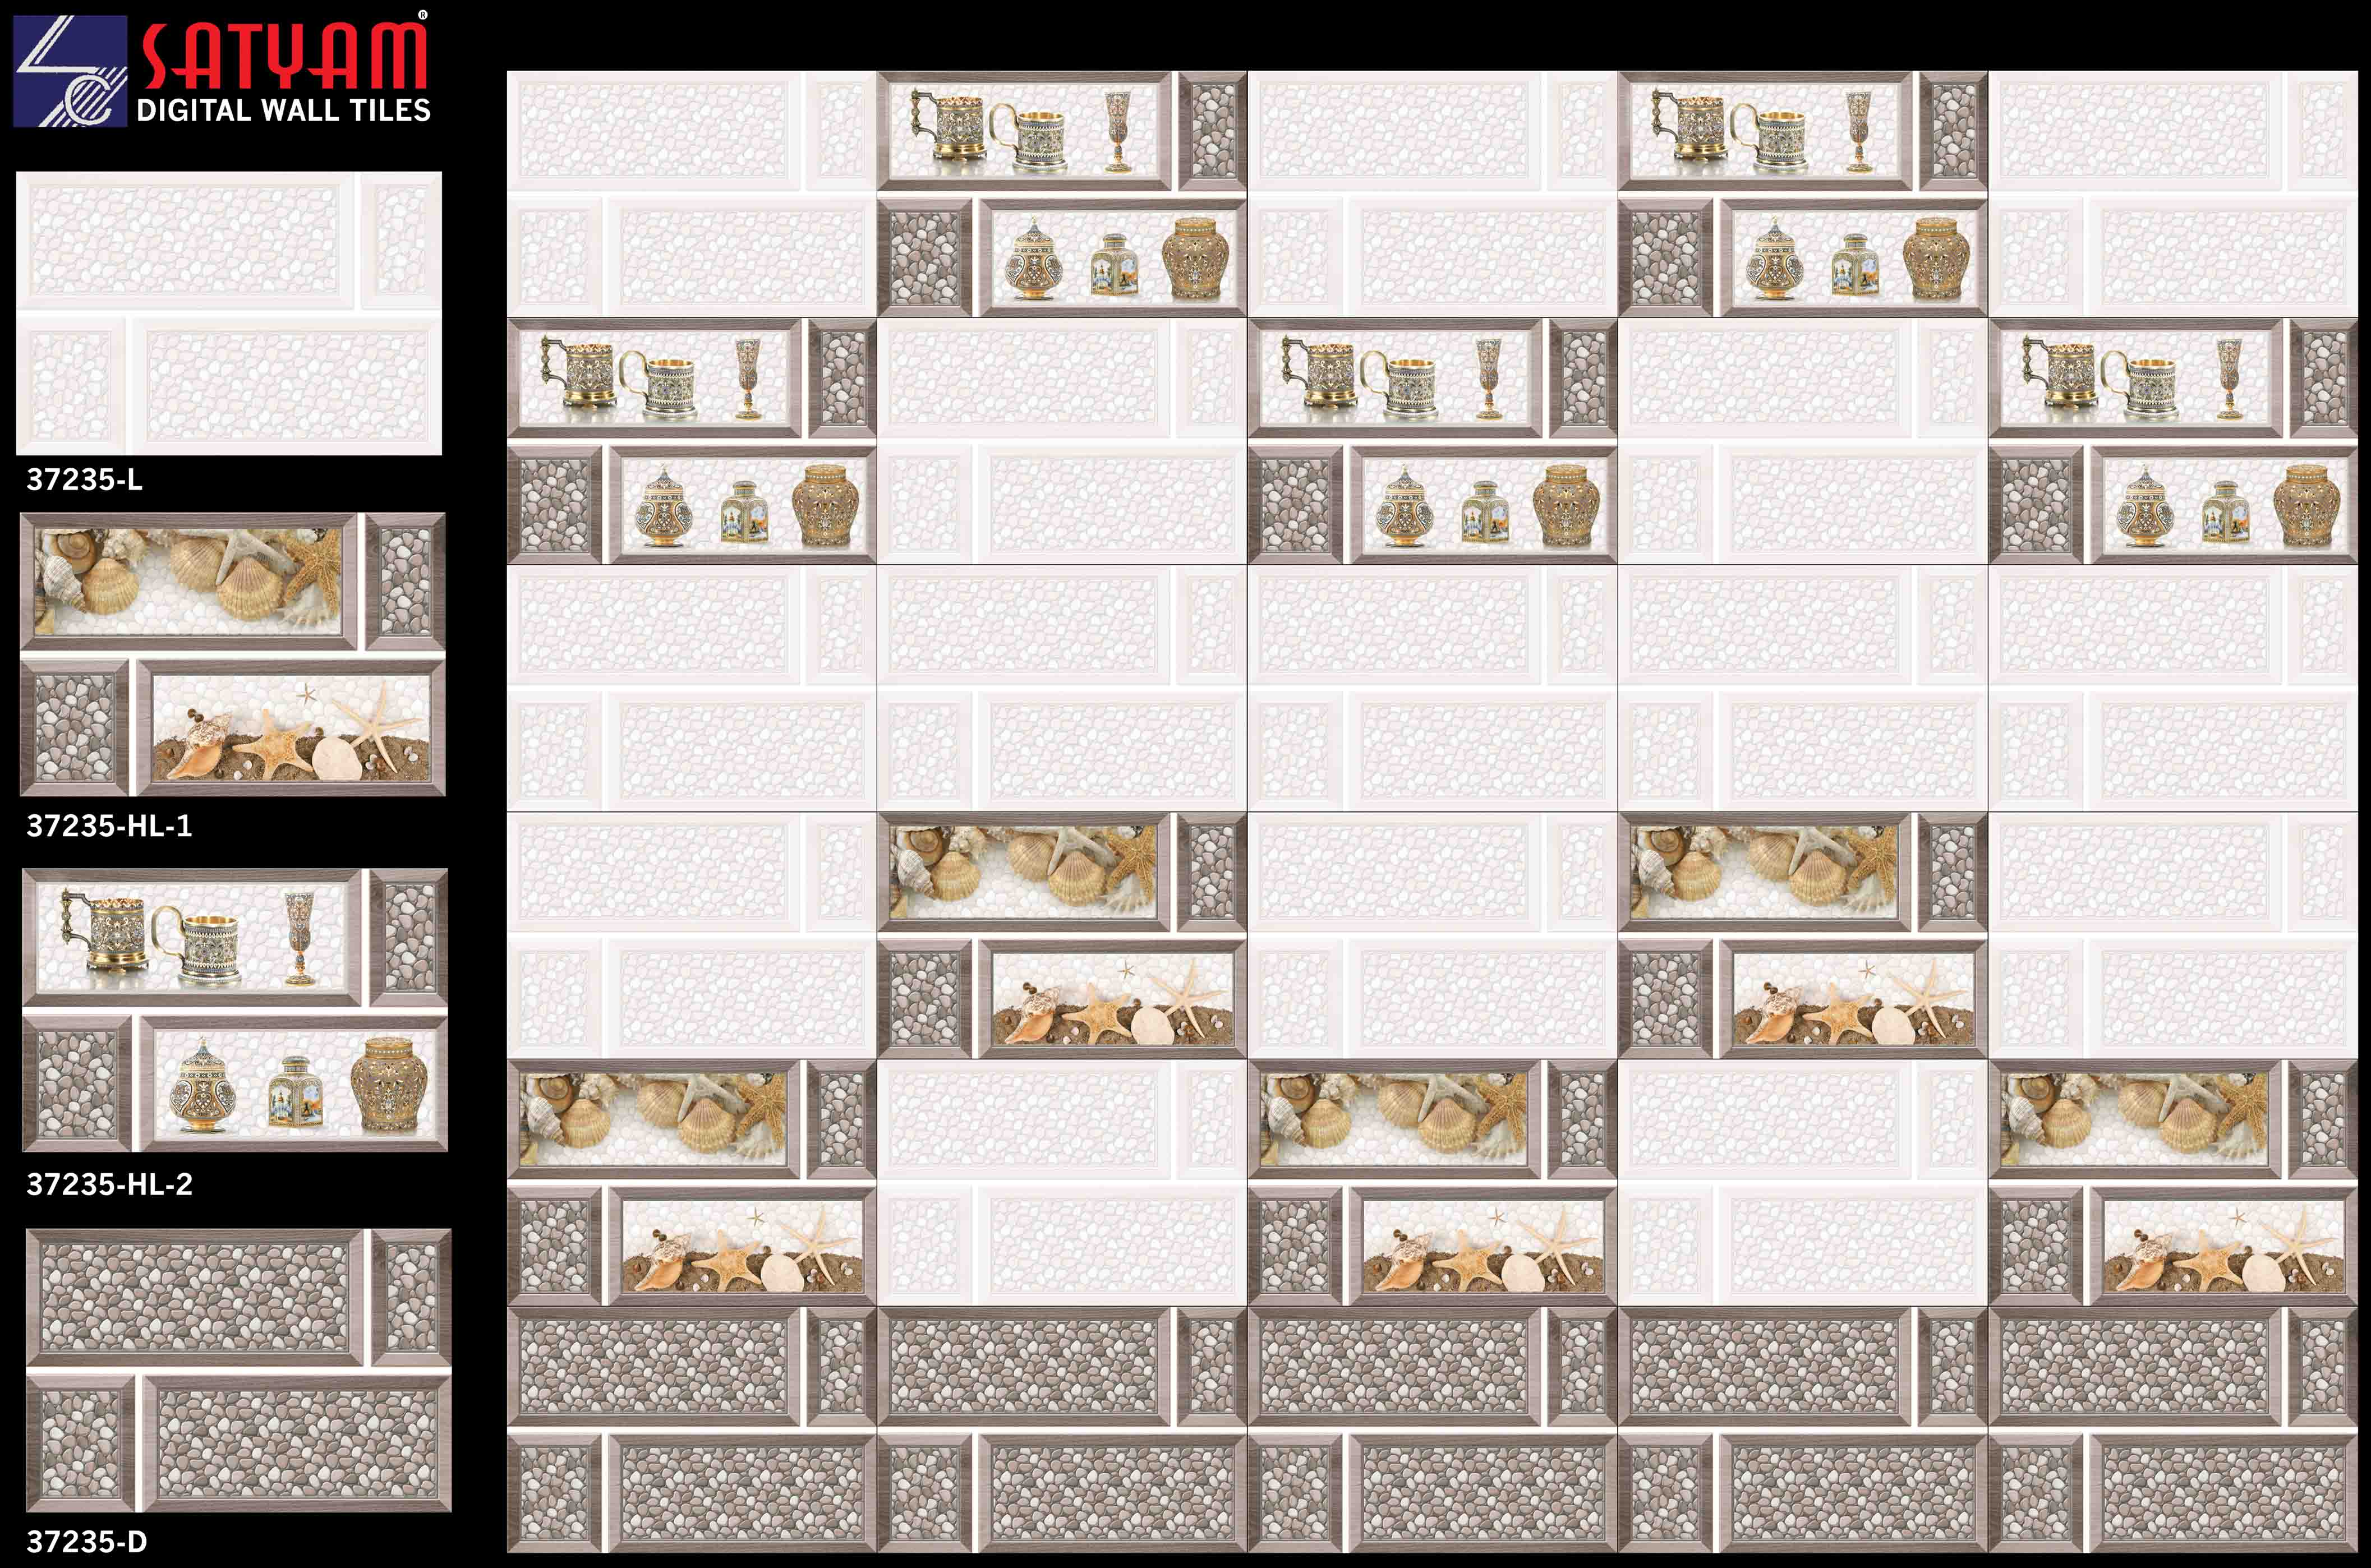 SATYAM®
DIGITAL WALL TILES
37235-L
37235-HL-1
37235-HL-2
37235-D